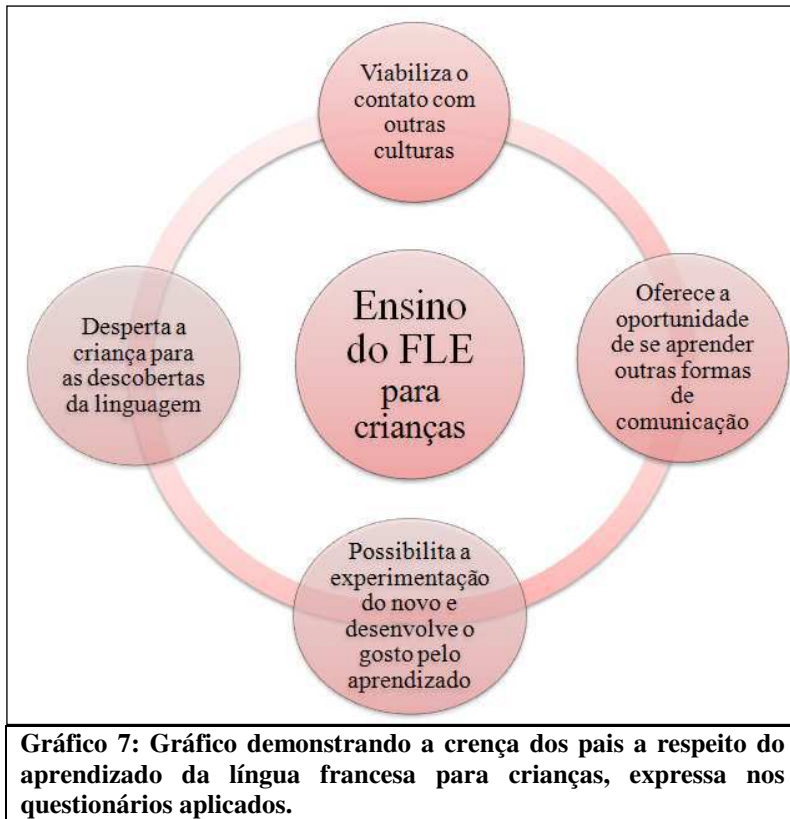 Viabiliza o
contato com
outras
culturas
Ensino
do FLE
para
crianças
Oferece a
oportunidade
de se aprender
outras formas
de
comunicação
Possibilita a
experimentação
do novo e
desenvolve o
gosto pelo
aprendizado
Desperta a
criança para
as descobertas
da linguagem
Gráfico 7: Gráfico demonstrando a crença dos pais a respeito do
aprendizado da língua francesa para crianças, expressa nos
questionários aplicados.